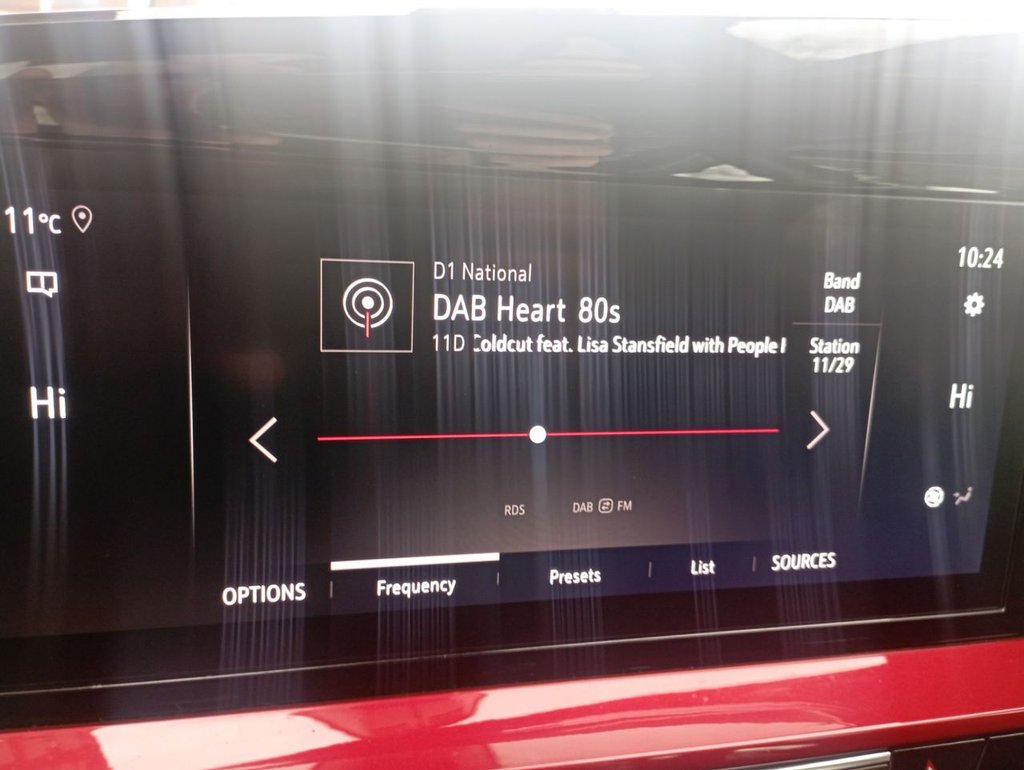 11°C
10:24
D1 National
DAB Heart 80s
11D Coldcut feat. Lisa Stansfield with People
Band
DAB
Station
11/29
Hi
Hi
RDS
DAB FM
OPTIONS
Frequency
Presets
List
SOURCES